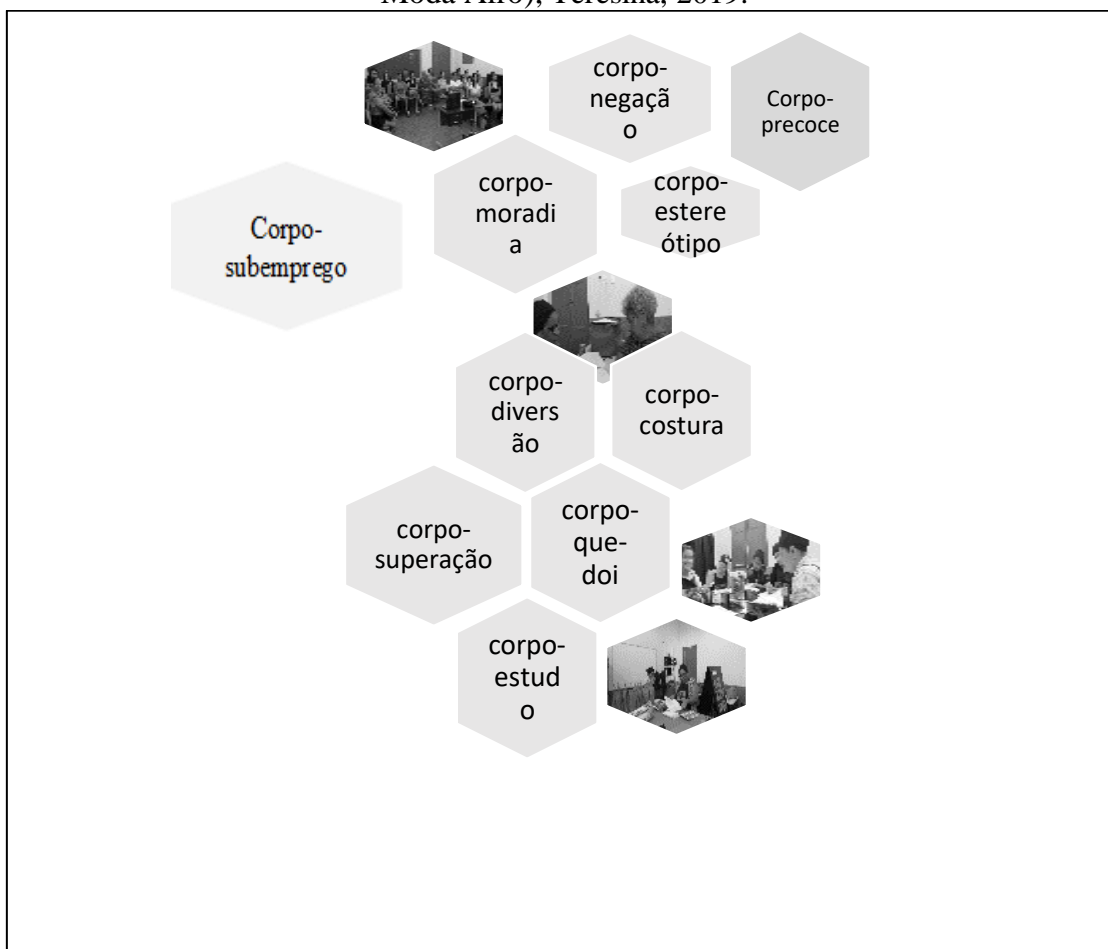 Moda Afro), Teresina, 2019.
corpo-
negaçã
o
Corpo-
precoce
corpo-
moradi
a
corpo-
estere
ótipo
Corpo-
subemprego
corpo-
divers
ão
corpo-
costura
corpo-
superação
corpo-
que-
doi
corpo-
estud
o